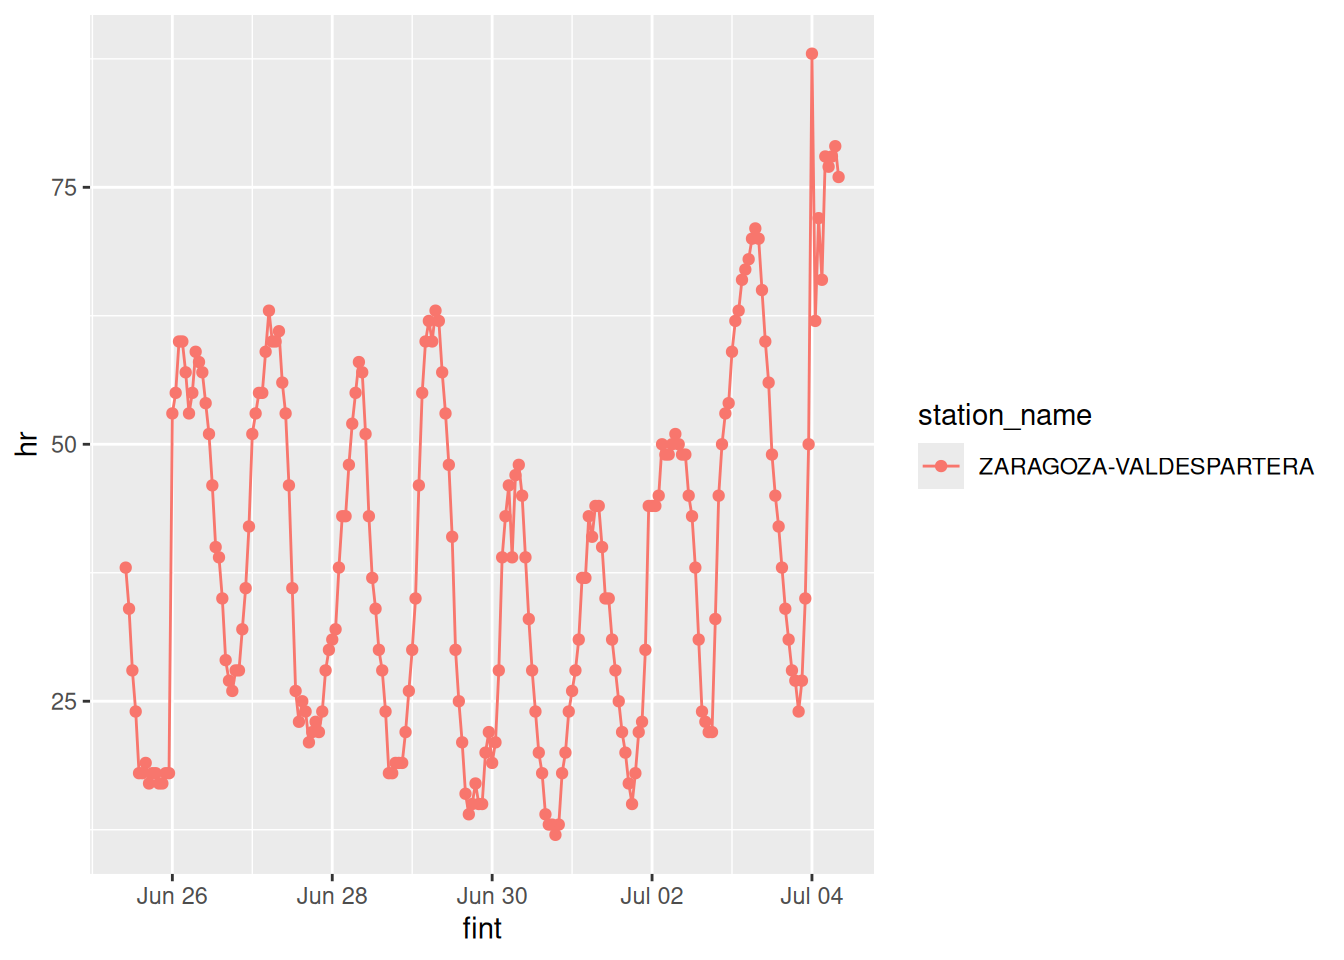 75
50
25
hr
Jun 26
Jun 28
Jun 30
Jul 02
Jul 04
fint
station_name
ZARAGOZA-VALDESPARTERA